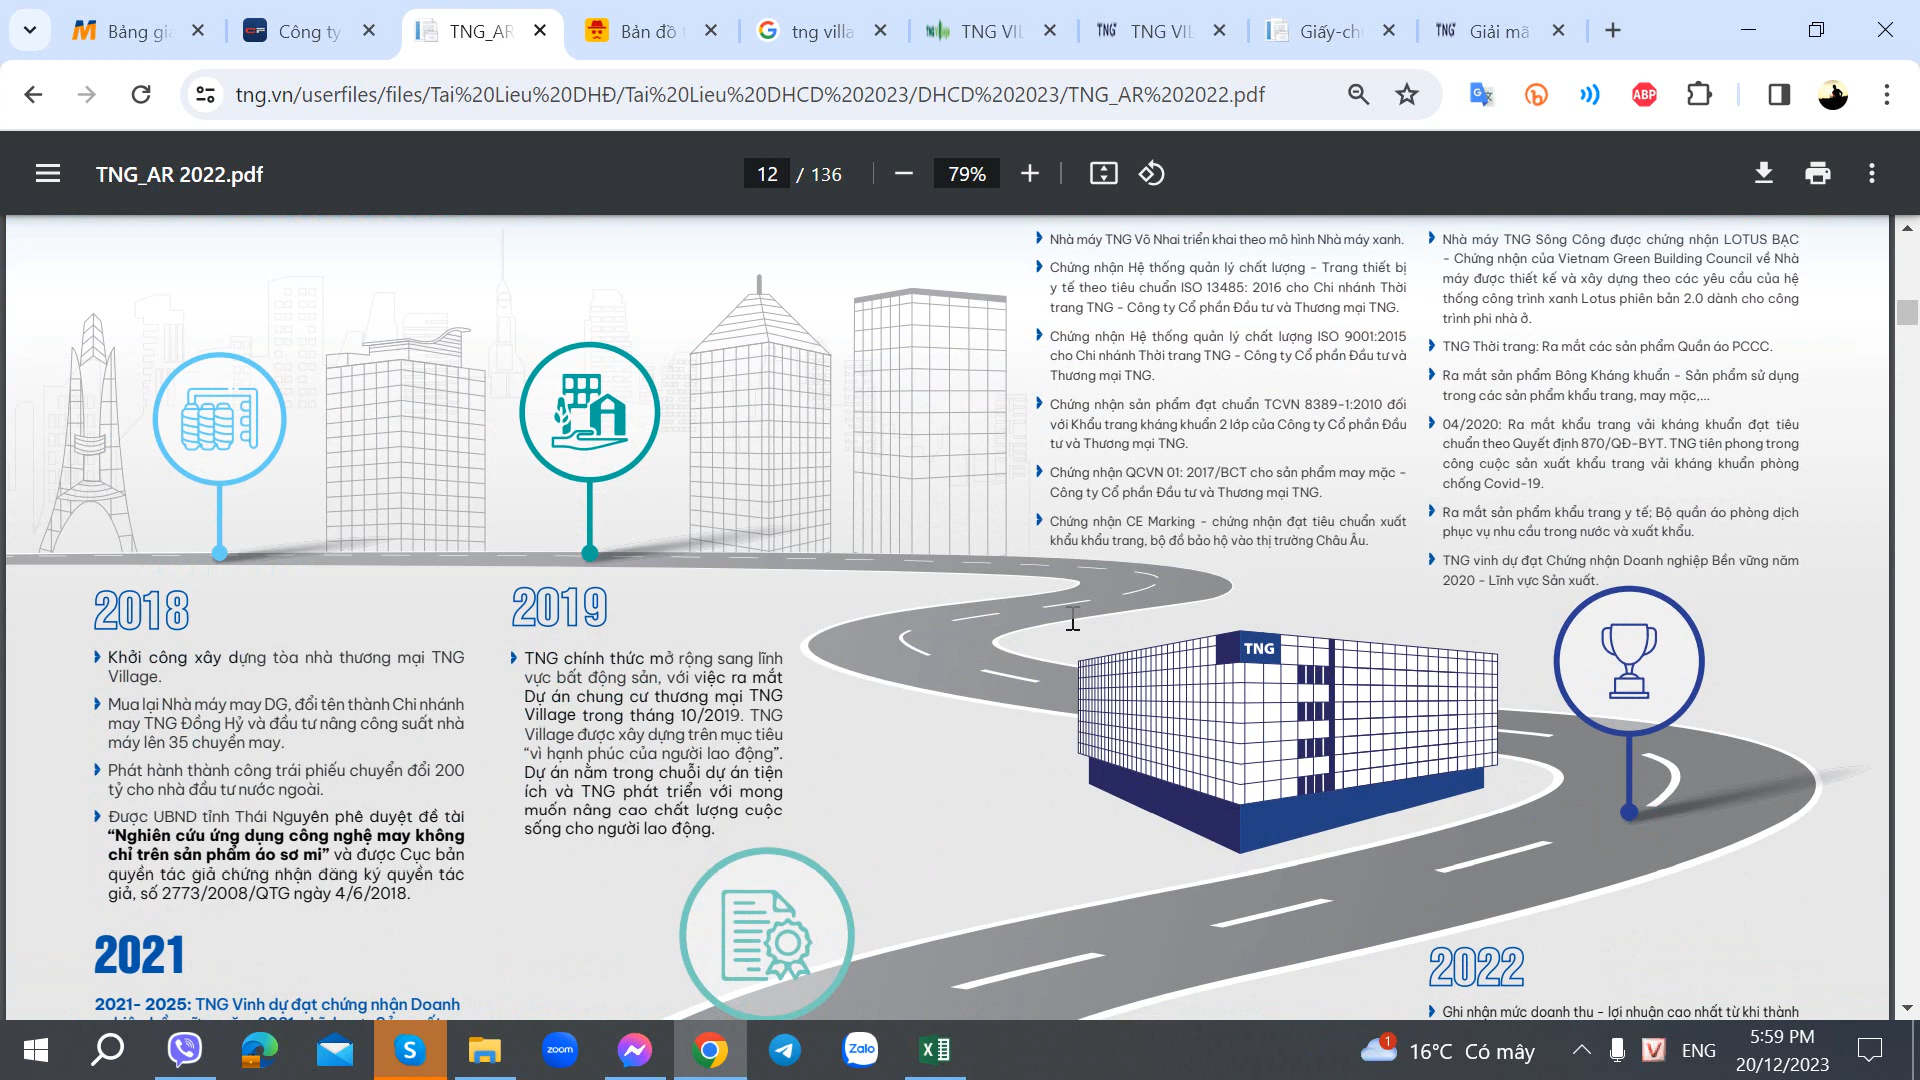 Bảng giá
Công ty
TNG_AR
Bản đồ t
tng villa
TNG VIL
TNG VIL
Giấy-ch
Giải mã
tng.vn/userfiles/files/Tai%20Lieu%20DHĐ/Tai%20Lieu%20DHCD%202023/DHCD%202023/TNG_AR%202022.pdf
ABP
TNG_AR 2022.pdf
12 / 136
79%
Nhà máy TNG Võ Nhai triển khai theo mô hình Nhà máy xanh.
Chứng nhận Hệ thống quản lý chất lượng - Trang thiết bị
y tế theo tiêu chuẩn ISO 13485: 2016 cho Chi nhánh Thời
trang TNG - Công ty Cổ phần Đầu tư và Thương mại TNG.
Chứng nhận Hệ thống quản lý chất lượng ISO 9001:2015
cho Chi nhánh Thời trang TNG - Công ty Cổ phần Đầu tư và
Thương mại TNG.
Chứng nhận sản phẩm đạt chuẩn TCVN 8389-1:2010 đối
với Khẩu trang kháng khuẩn 2 lớp của Công ty Cổ phần Đầu
tư và Thương mại TNG.
Chứng nhận QCVN 01: 2017/BCT cho sản phẩm may mặc -
Công ty Cổ phần Đầu tư và Thương mại TNG.
Chứng nhận CE Marking - chứng nhận đạt tiêu chuẩn xuất
khẩu khẩu trang, bộ đồ bảo hộ vào thị trường Châu Âu.
Nhà máy TNG Sông Công được chứng nhận LOTUS BẠC
- Chứng nhận của Vietnam Green Building Council về Nhà
máy được thiết kế và xây dựng theo các yêu cầu của hệ
thống công trình xanh Lotus phiên bản 2.0 dành cho công
trình phi nhà ở.
TNG Thời trang: Ra mắt các sản phẩm Quần áo PCCC.
Ra mắt sản phẩm Bông Kháng khuẩn - Sản phẩm sử dụng
trong các sản phẩm khẩu trang, may mặc,...
04/2020: Ra mắt khẩu trang vải kháng khuẩn đạt tiêu
chuẩn theo Quyết định 870/QĐ-BYT. TNG tiên phong trong
công cuộc sản xuất khẩu trang vải kháng khuẩn phòng
chống Covid-19.
Ra mắt sản phẩm khẩu trang y tế; Bộ quần áo phòng dịch
phục vụ nhu cầu trong nước và xuất khẩu.
TNG vinh dự đạt Chứng nhận Doanh nghiệp Bền vững năm
2020 - Lĩnh vực Sản xuất.
2018
Khởi công xây dựng tòa nhà thương mại TNG
Village.
Mua lại Nhà máy may DG, đổi tên thành Chi nhánh
may TNG Đồng Hỷ và đầu tư nâng công suất nhà
máy lên 35 chuyền may.
Phát hành thành công trái phiếu chuyển đổi 200
tỷ cho nhà đầu tư nước ngoài.
Được UBND tỉnh Thái Nguyên phê duyệt đề tài
“Nghiên cứu ứng dụng công nghệ may không
chỉ trên sản phẩm áo sơ mi” và được Cục bản
quyền tác giả chứng nhận đăng ký quyền tác
giả, số 2773/2008/QTG ngày 4/6/2018.
2019
TNG chính thức mở rộng sang lĩnh
vực bất động sản, với việc ra mắt
Dự án chung cư thương mại TNG
Village trong tháng 10/2019. TNG
Village được xây dựng trên mục tiêu
“vì hạnh phúc của người lao động”.
Dự án nằm trong chuỗi dự án tiện
ích và TNG phát triển với mong
muốn nâng cao chất lượng cuộc
sống cho người lao động.
TNG
2021
2021- 2025: TNG Vinh dự đạt chứng nhận Doanh
2022
Ghi nhận mức doanh thu - lợi nhuận cao nhất từ khi thành
zoom
Zalo
1
16°C Có mây
ENG
5:59 PM
20/12/2023